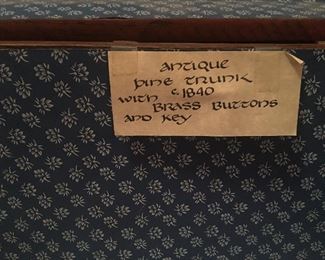 antique
pine trunk
c. 1840
with
Brass Buttons
and key